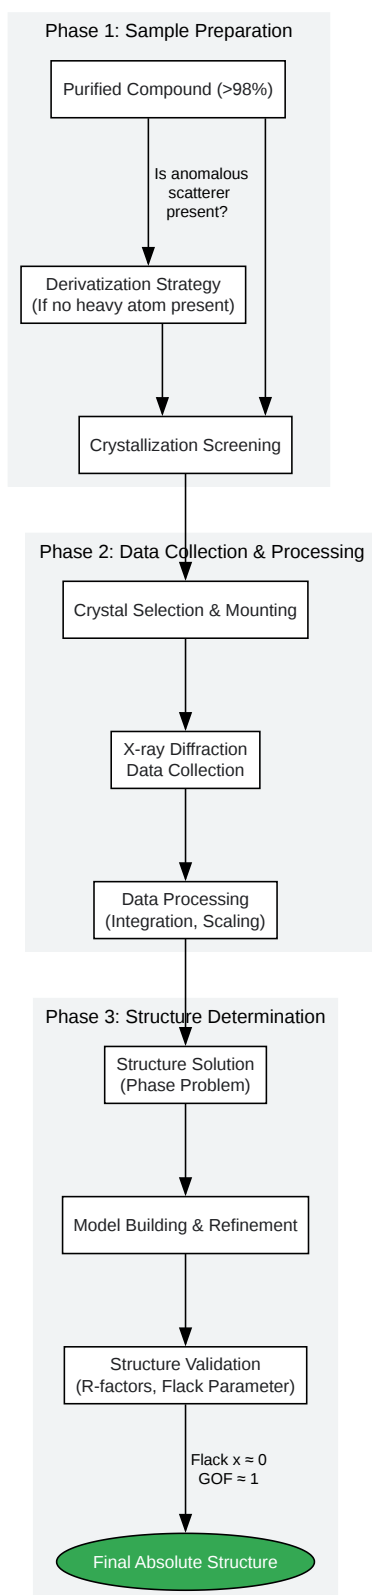 Phase 1: Sample Preparation
Purified Compound (>98%)
Is anomalous
scatterer
present?
Derivatization Strategy
(If no heavy atom present)
Crystallization Screening
Phase 2: Data Collection & Processing
Crystal Selection & Mounting
X-ray Diffraction
Data Collection
Data Processing
(Integration, Scaling)
Phase 3: Structure Determination
Structure Solution
(Phase Problem)
Model Building & Refinement
Structure Validation
(R-factors, Flack Parameter)
Flack x ≈ 0
GOF ≈ 1
Final Absolute Structure